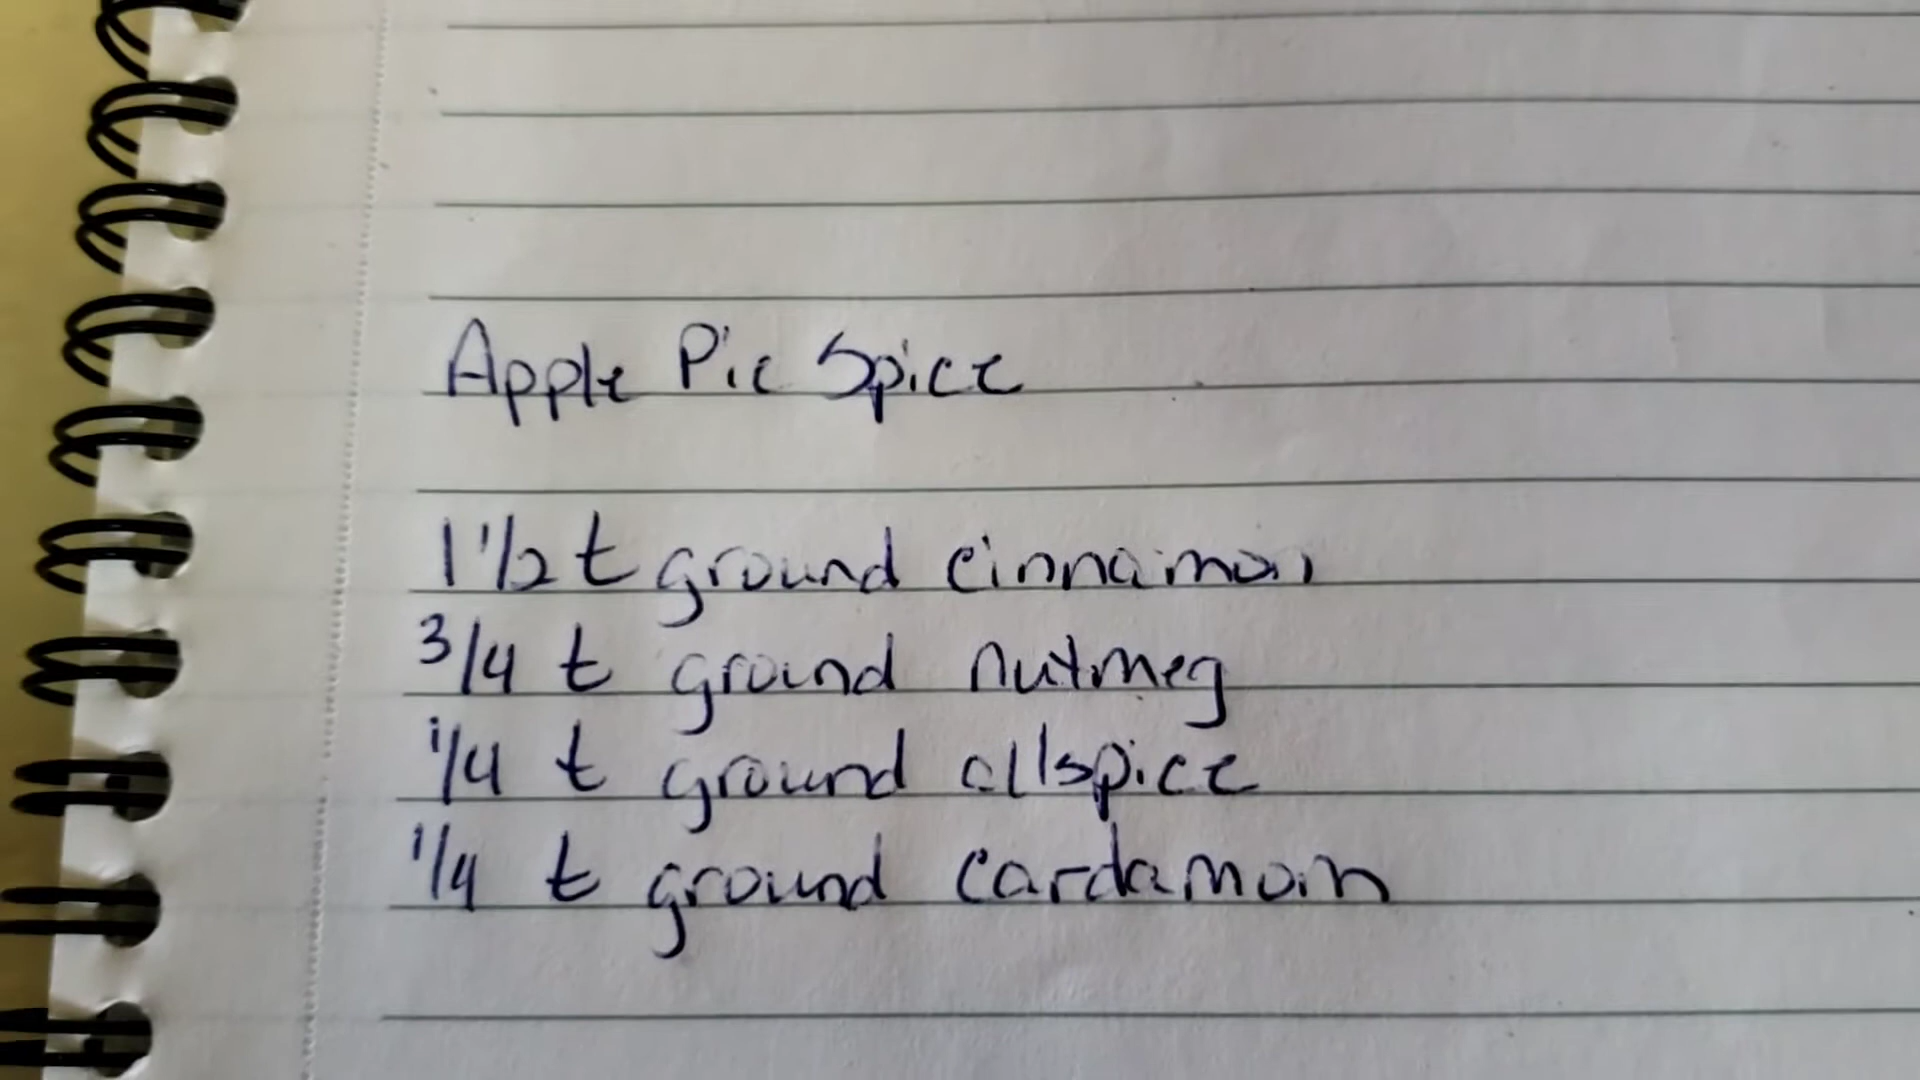 Apple Pie Spice
1 1/2 t ground cinnamon
3/4 t ground nutmeg
1/4 t ground allspice
1/4 t ground cardamom